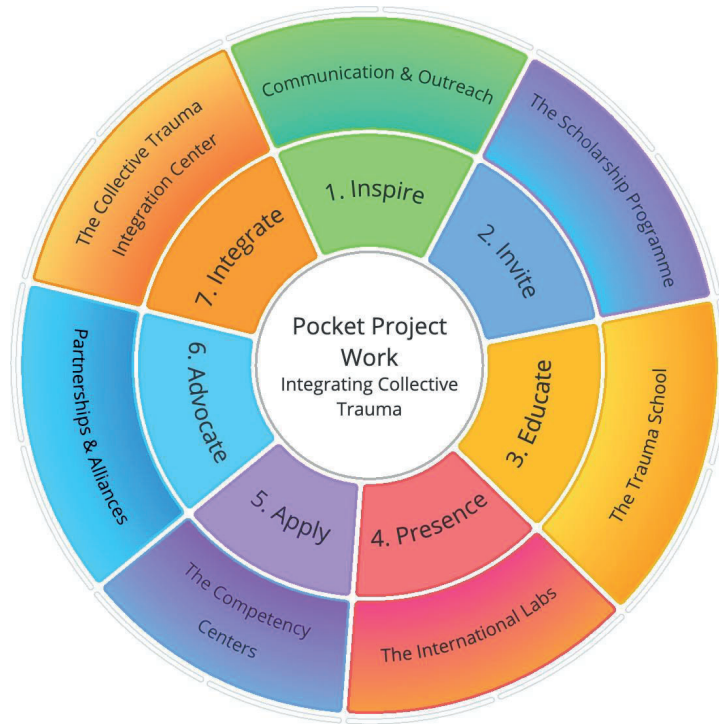 Pocket Project
Work
Integrating Collective
Trauma
1. Inspire
Communication & Outreach
2. Invite
The Scholarship Programme
3. Educate
The Trauma School
4. Presence
The International Labs
5. Apply
The Competency
Centers
6. Advocate
Partnerships & Alliances
7. Integrate
The Collective Trauma
Integration Center